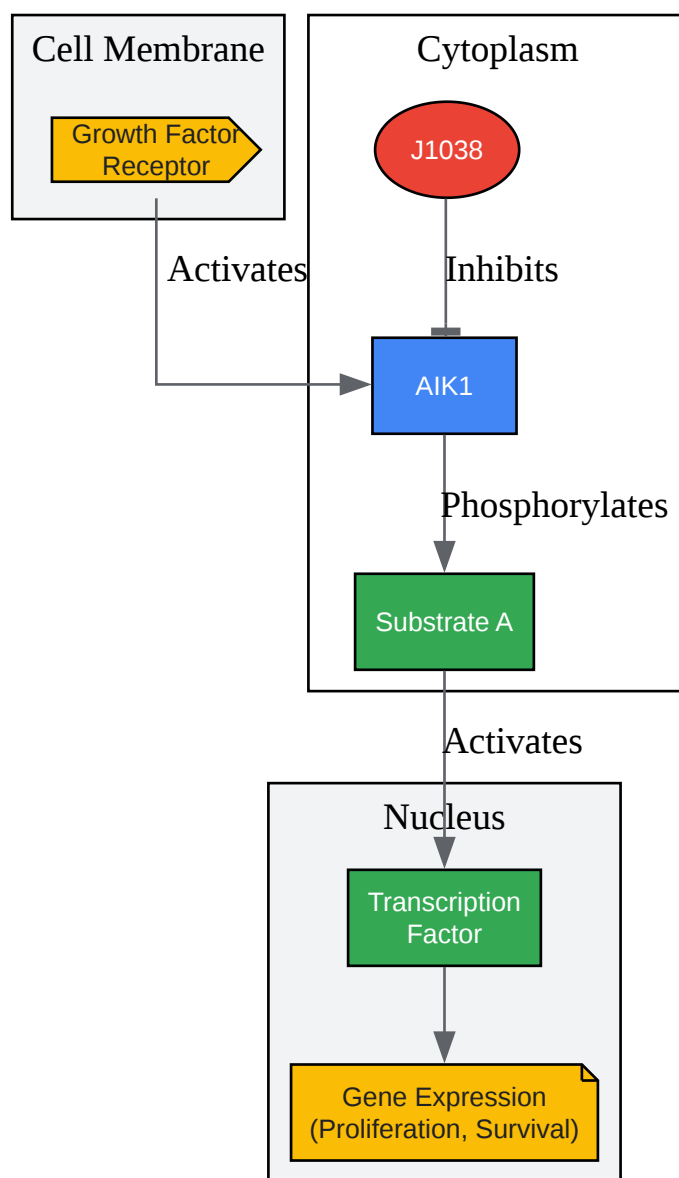 Cell Membrane
Growth Factor
Receptor
Activates
Cytoplasm
J1038
Inhibits
AIK1
Phosphorylates
Substrate A
Activates
Nucleus
Transcription
Factor
Gene Expression
(Proliferation, Survival)